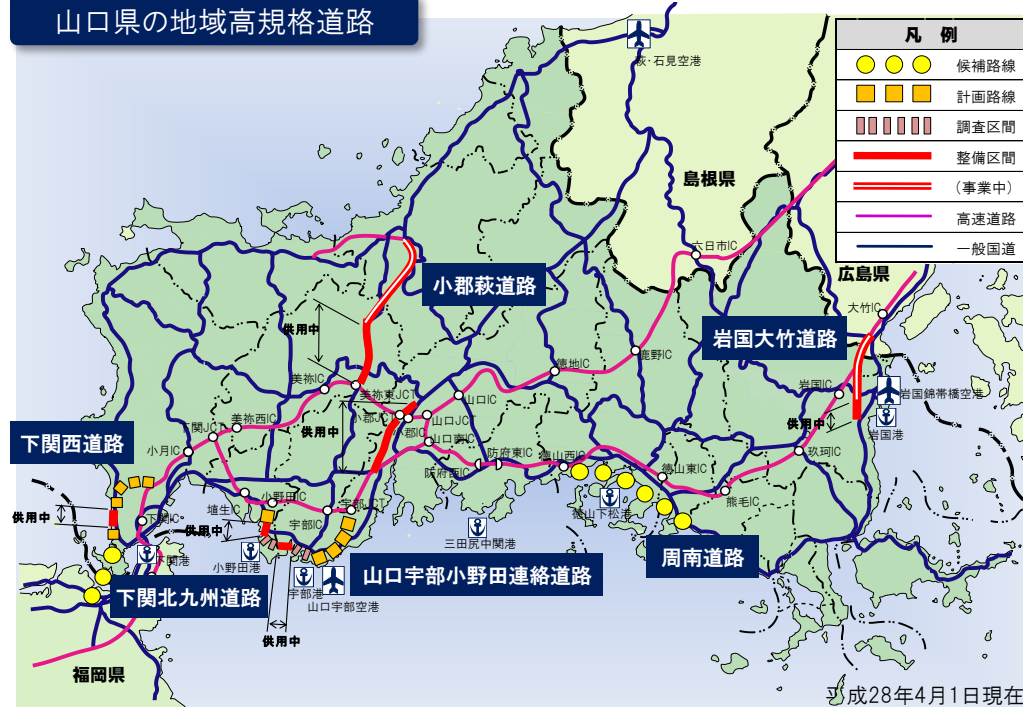 山口県の地域高規格道路
凡 例
候補路線
計画路線
調査区間
整備区間
(事業中)
高速道路
一般国道
萩・石見空港
島根県
六日市IC
広島県
大竹IC
小郡萩道路
供用中
岩国大竹道路
鹿野IC
徳地IC
美祢IC
美祢東JCT
山口IC
岩国IC
岩国錦帯橋空港
供用中
岩国港
小郡JCT
小郡IC
山口JCT
美祢西IC
下関JCT
供用中
山口南IC
下関西道路
小月IC
防府東IC
防府西IC
徳山西IC
徳山東IC
玖珂IC
熊毛IC
埴生IC
小野田IC
宇部JCT
徳山下松港
供用中
下関IC
供用中
宇部IC
三田尻中関港
周南道路
下関港
小野田港
山口宇部小野田連絡道路
宇部港
山口宇部空港
下関北九州道路
供用中
福岡県
平成28年4月1日現在